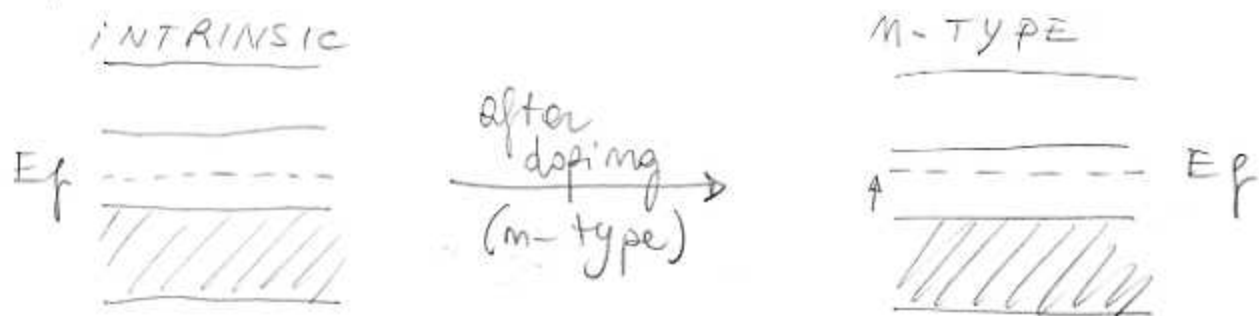 iNTRINSIC
Ef
after
doping
(n-type)
N-TYPE
Ef